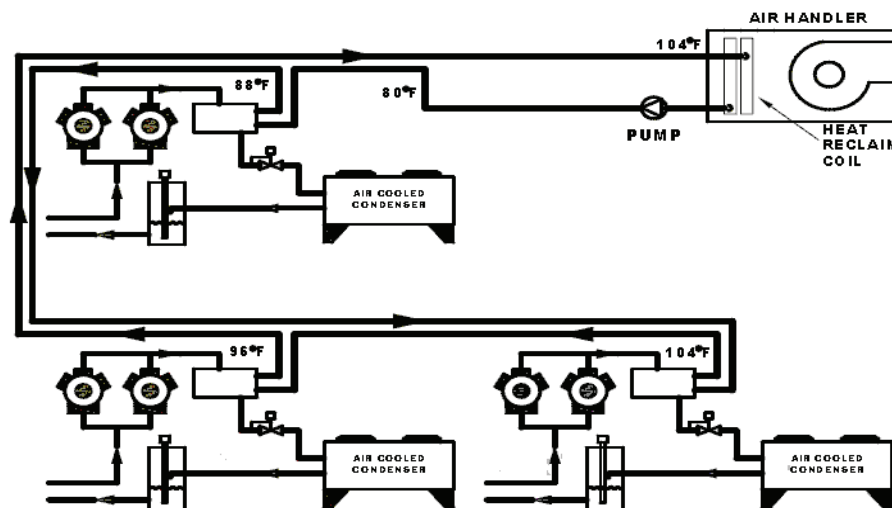 AIR HANDLER
104°F
88°F
80°F
PUMP
HEAT
RECLAIM
COIL
AIR COOLED
CONDENSER
96°F
104°F
AIR COOLED
CONDENSER
AIR COOLED
CONDENSER